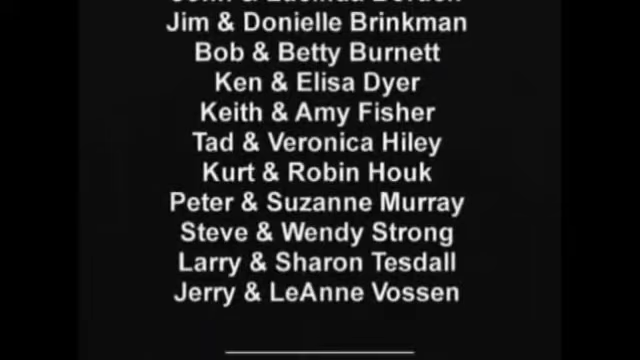 Jim & Donielle Brinkman
Bob & Betty Burnett
Ken & Elisa Dyer
Keith & Amy Fisher
Tad & Veronica Hiley
Kurt & Robin Houk
Peter & Suzanne Murray
Steve & Wendy Strong
Larry & Sharon Tesdall
Jerry & LeAnne Vossen